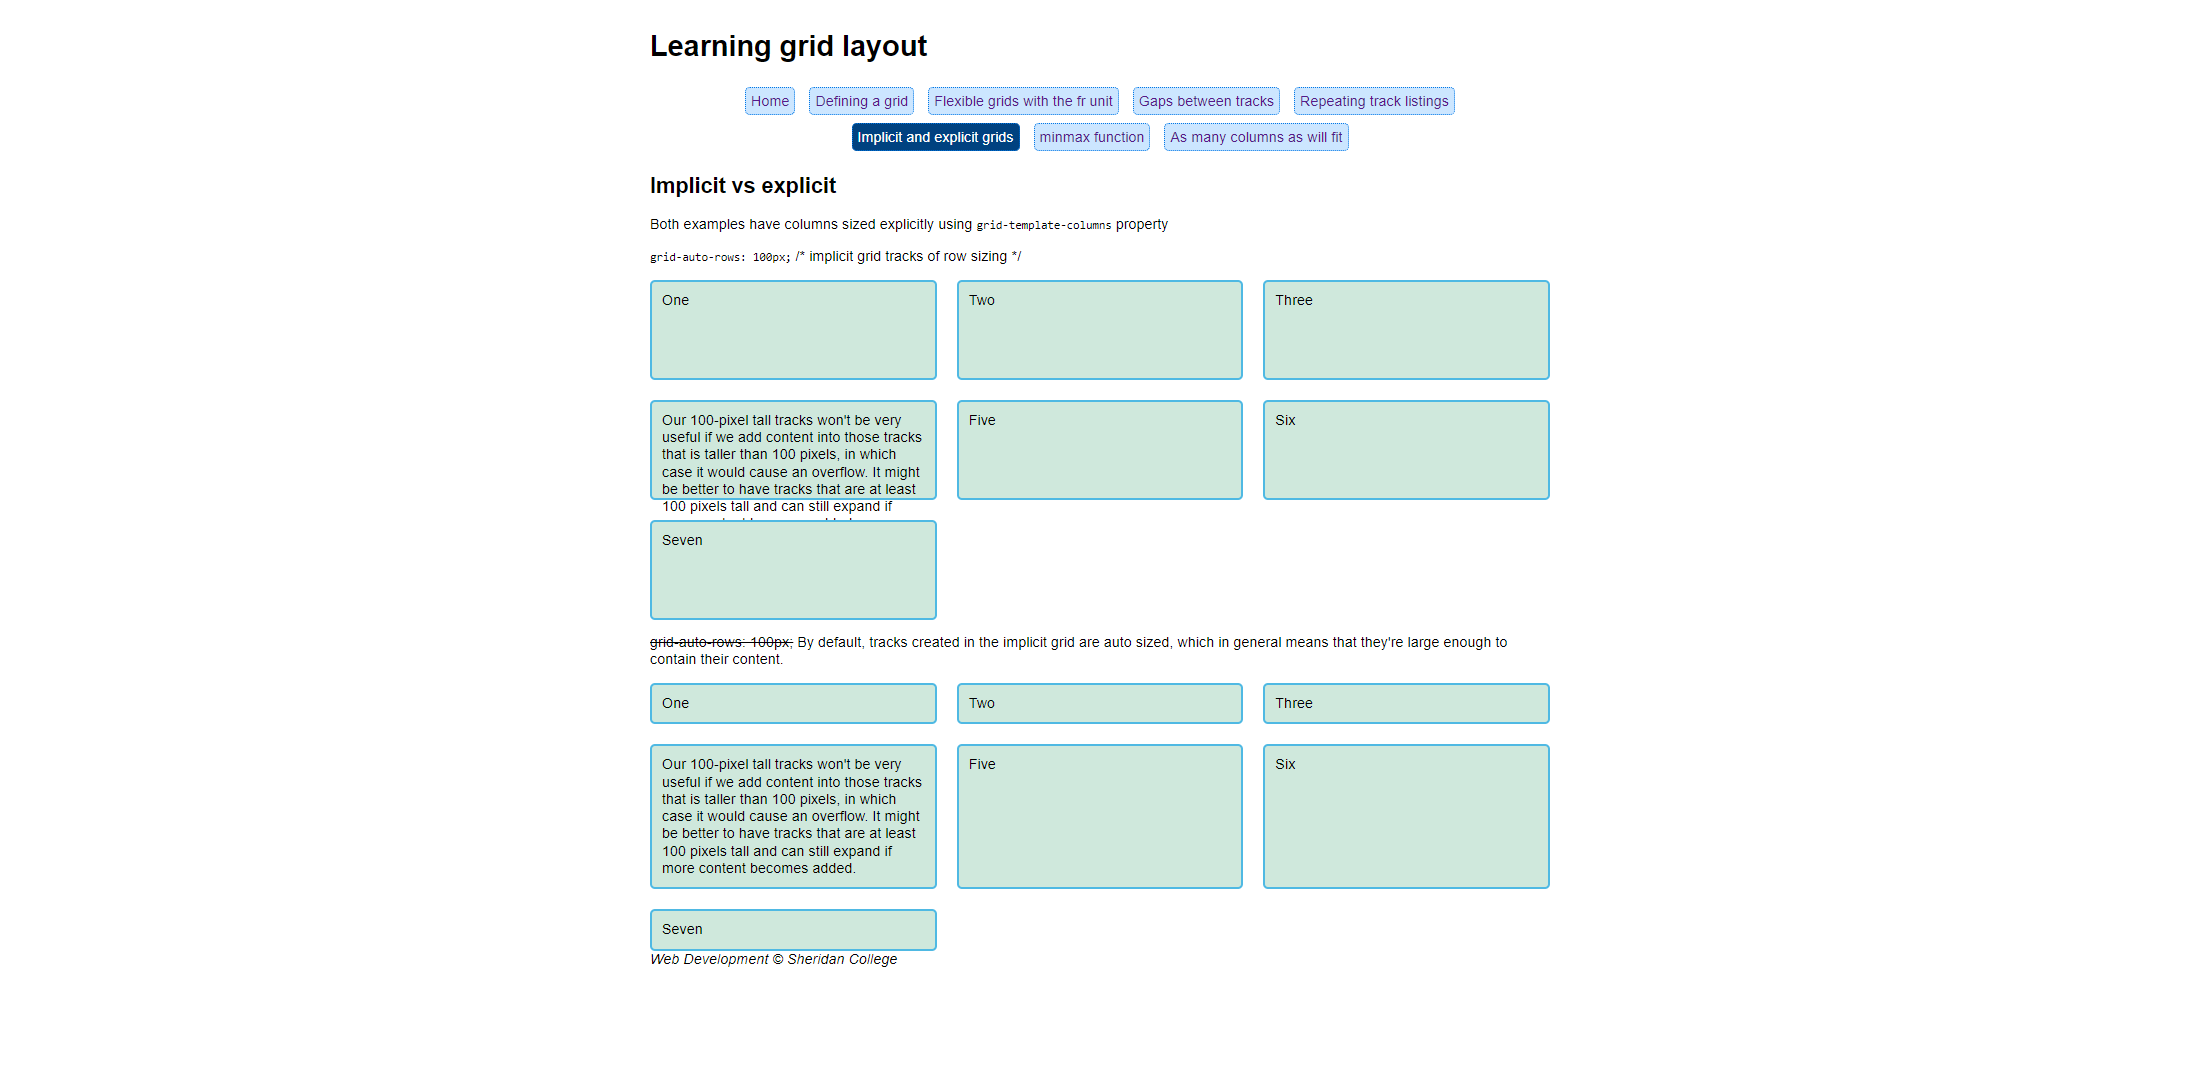 Learning grid layout
Home Defining a grid Flexible grids with the fr unit Gaps between tracks Repeating track listings
Implicit and explicit grids minmax function As many columns as will fit
Implicit vs explicit
Both examples have columns sized explicitly using grid-template-columns property
grid-auto-rows: 100px; /* implicit grid tracks of row sizing */
One Two Three
Our 100-pixel tall tracks won't be very
useful if we add content into those tracks
that is taller than 100 pixels, in which
case it would cause an overflow. It might
be better to have tracks that are at least
100 pixels tall and can still expand if
Five
Six
Seven
grid-auto-rows: 100px; By default, tracks created in the implicit grid are auto sized, which in general means that they're large enough to
contain their content.
One Two Three
Our 100-pixel tall tracks won't be very
useful if we add content into those tracks
that is taller than 100 pixels, in which
case it would cause an overflow. It might
be better to have tracks that are at least
100 pixels tall and can still expand if
more content becomes added.
Five
Six
Seven
Web Development © Sheridan College